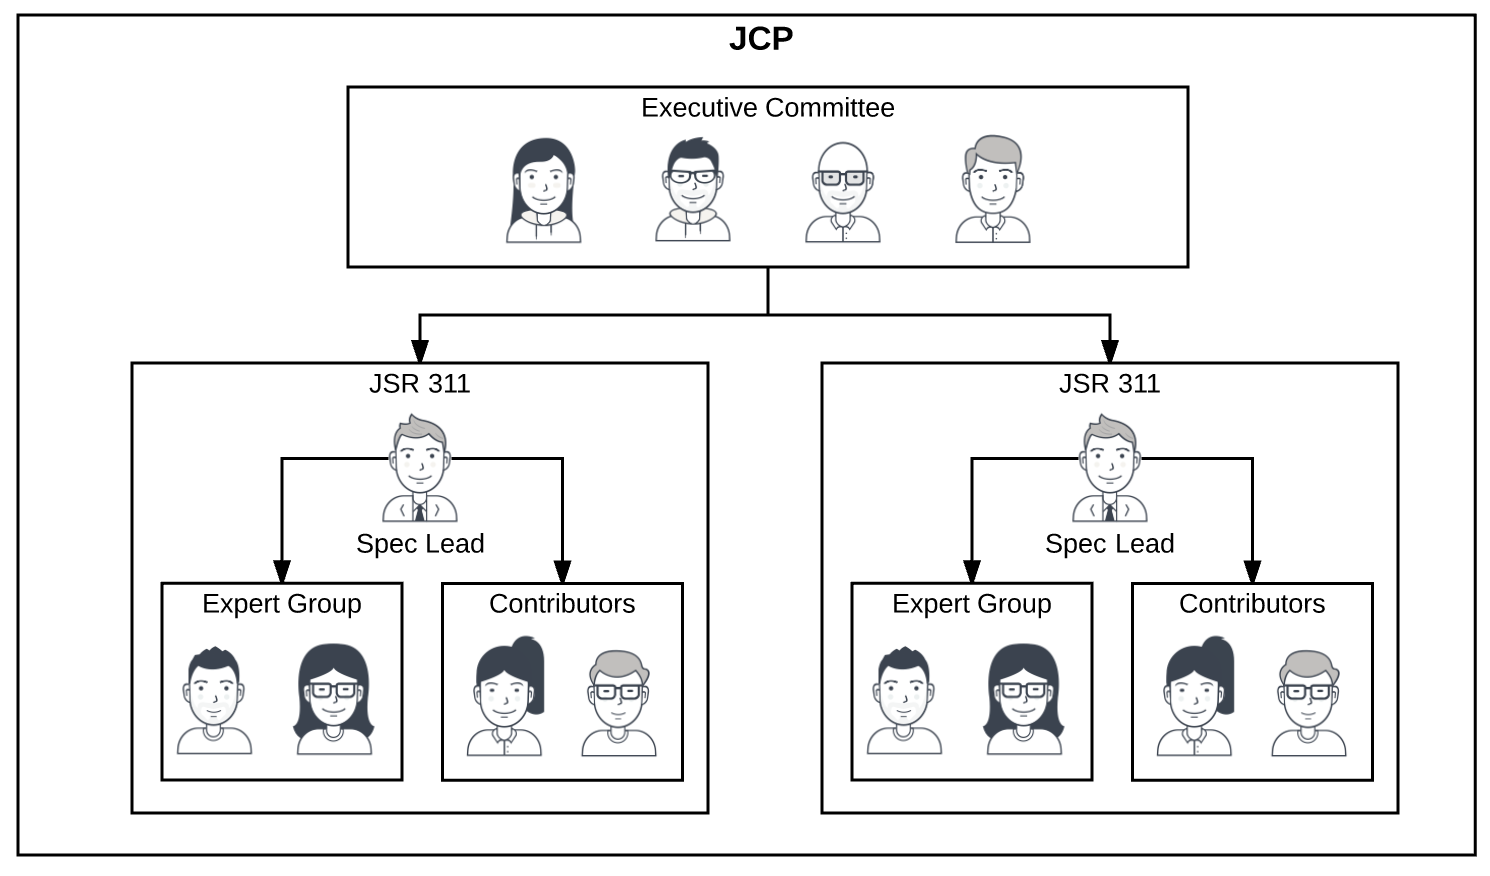 JCP
Executive Committee
JSR 311
Spec Lead
Expert Group
Contributors
JSR 311
Spec Lead
Expert Group
Contributors